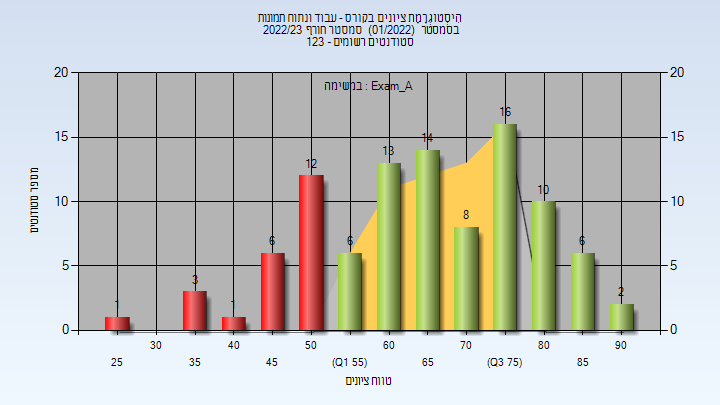 הִיסְטוֹגְרָמַת ציונים בקורס - עבוד ונתוח תמונות
בסמסטר (01/2022) סמסטר חורף 2022/23
סטודנטים רשומים - 123
במשימה : Exam_A
20 20
15 15
10 10
5 5
0 0
מספר סטודנטים
1 3 1 6 12 6 13 14 8 16 10 6 2
30 40 50 60 70 80 90
25 35 45 (Q1 55) 65 (Q3 75) 85
טווח ציונים